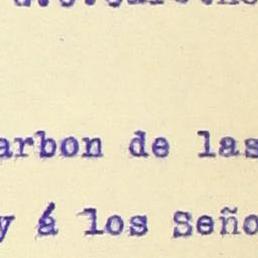 arbon de las
y á los Seño